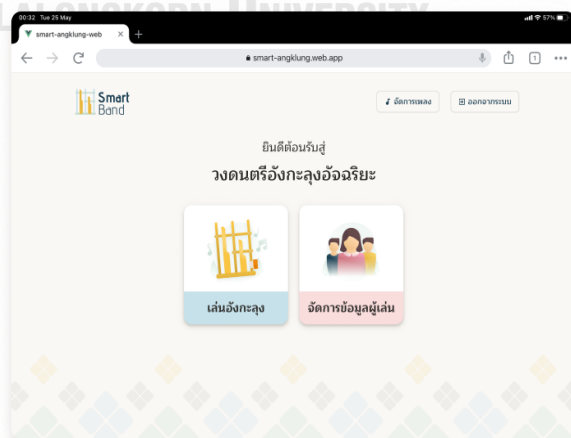 LALONGKORN UNIVERSITY
00:32 Tue 25 May
57%
smart-angklung-web
smart-angklung.web.app
1
Smart
Band
จัดการเพลง
ออกจากระบบ
ยินดีต้อนรับสู่
วงดนตรีอังกะลุงอัจฉริยะ
เล่นอังกะลุง
จัดการข้อมูลผู้เล่น